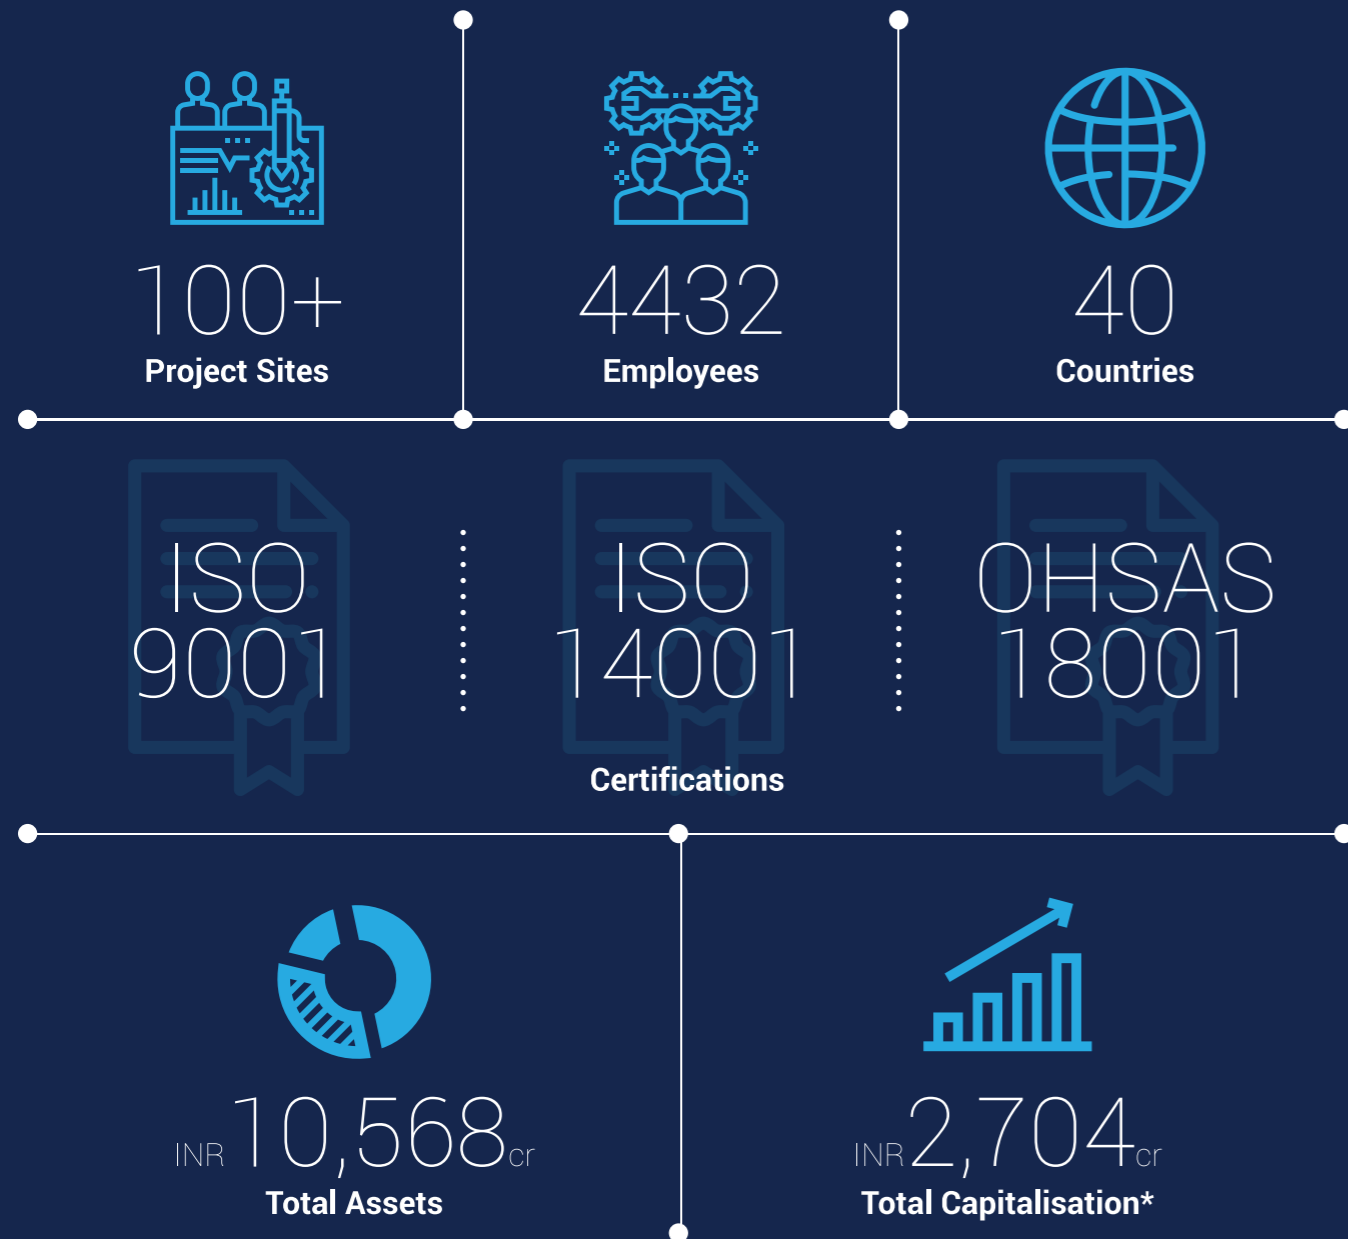 100+
Project Sites
4432
Employees
40
Countries
ISO
9001
ISO
14001
OHSAS
18001
Certifications
INR 10,568 cr
Total Assets
INR 2,704 cr
Total Capitalisation*